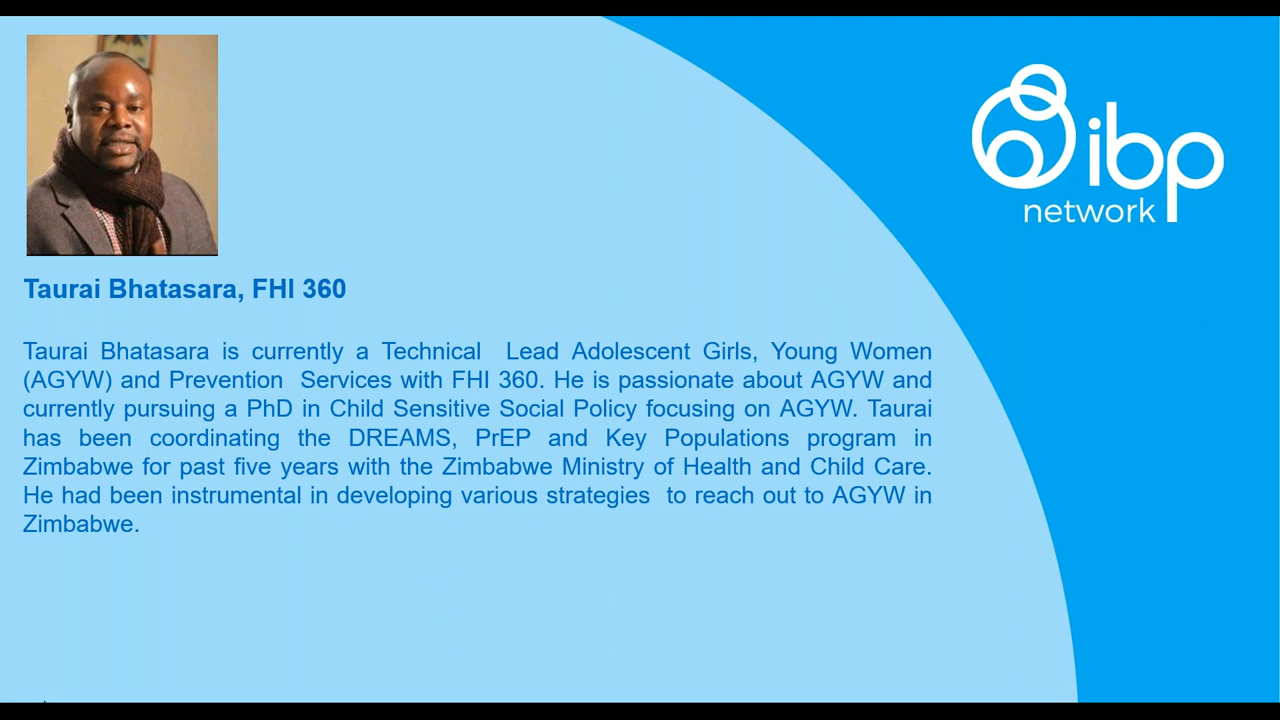 ibp
network
Taurai Bhatasara, FHI 360
Taurai Bhatasara is currently a Technical  Lead Adolescent Girls, Young Women
(AGYW) and Prevention  Services with FHI 360. He is passionate about AGYW and
currently pursuing a PhD in Child Sensitive Social Policy focusing on AGYW. Taurai
has been coordinating the DREAMS, PrEP and Key Populations program in
Zimbabwe for past five years with the Zimbabwe Ministry of Health and Child Care.
He had been instrumental in developing various strategies  to reach out to AGYW in
Zimbabwe.